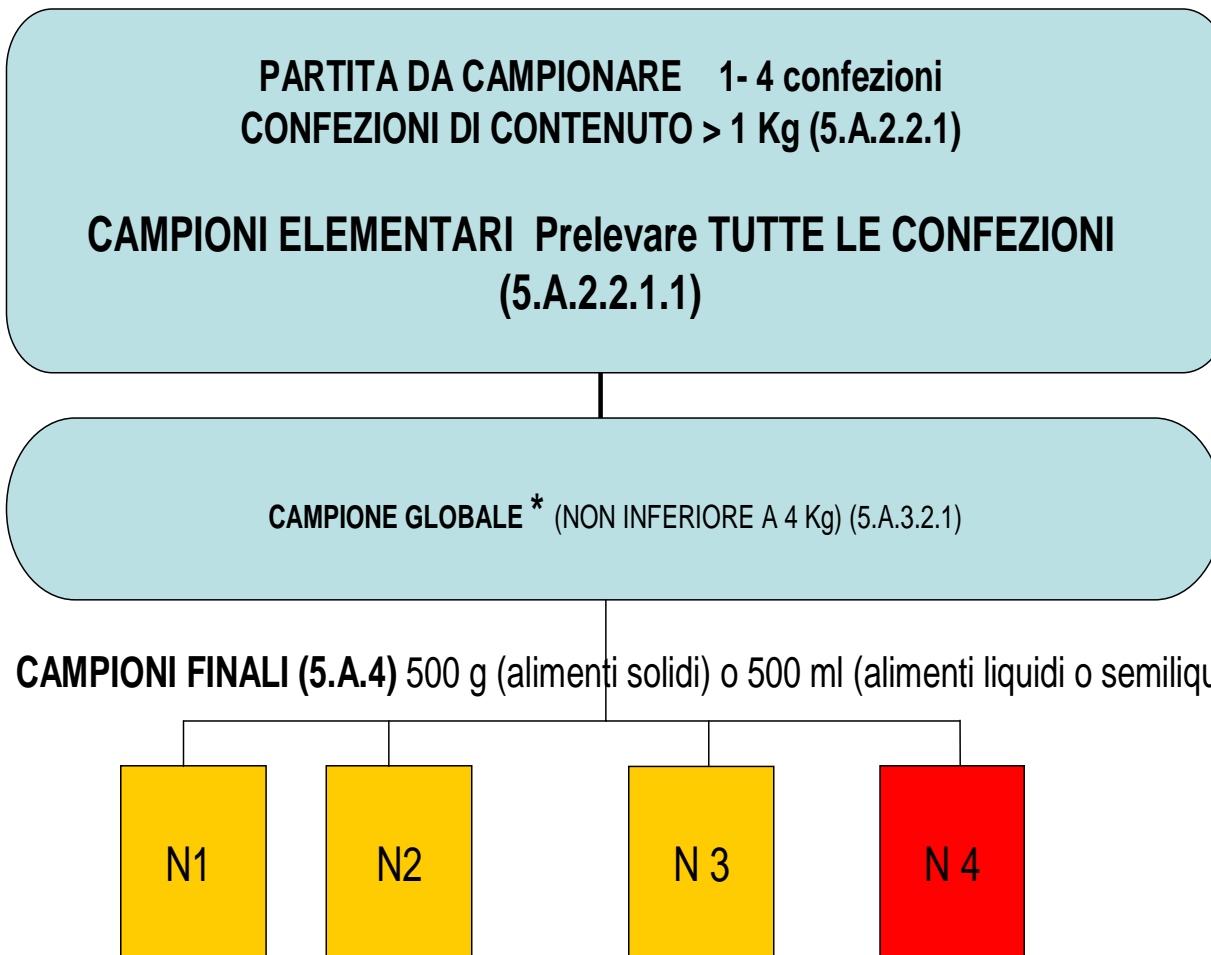 PARTITA DA CAMPIONARE 1- 4 confezioni
CONFEZIONI DI CONTENUTO > 1 Kg (5.A.2.2.1)
CAMPIONI ELEMENTARI Prelevare TUTTE LE CONFEZIONI
(5.A.2.2.1.1)
CAMPIONE GLOBALE * (NON INFERIORE A 4 Kg) (5.A.3.2.1)
CAMPIONI FINALI (5.A.4) 500 g (alimenti solidi) o 500 ml (alimenti liquidi o
N1 N2 N 3 N 4